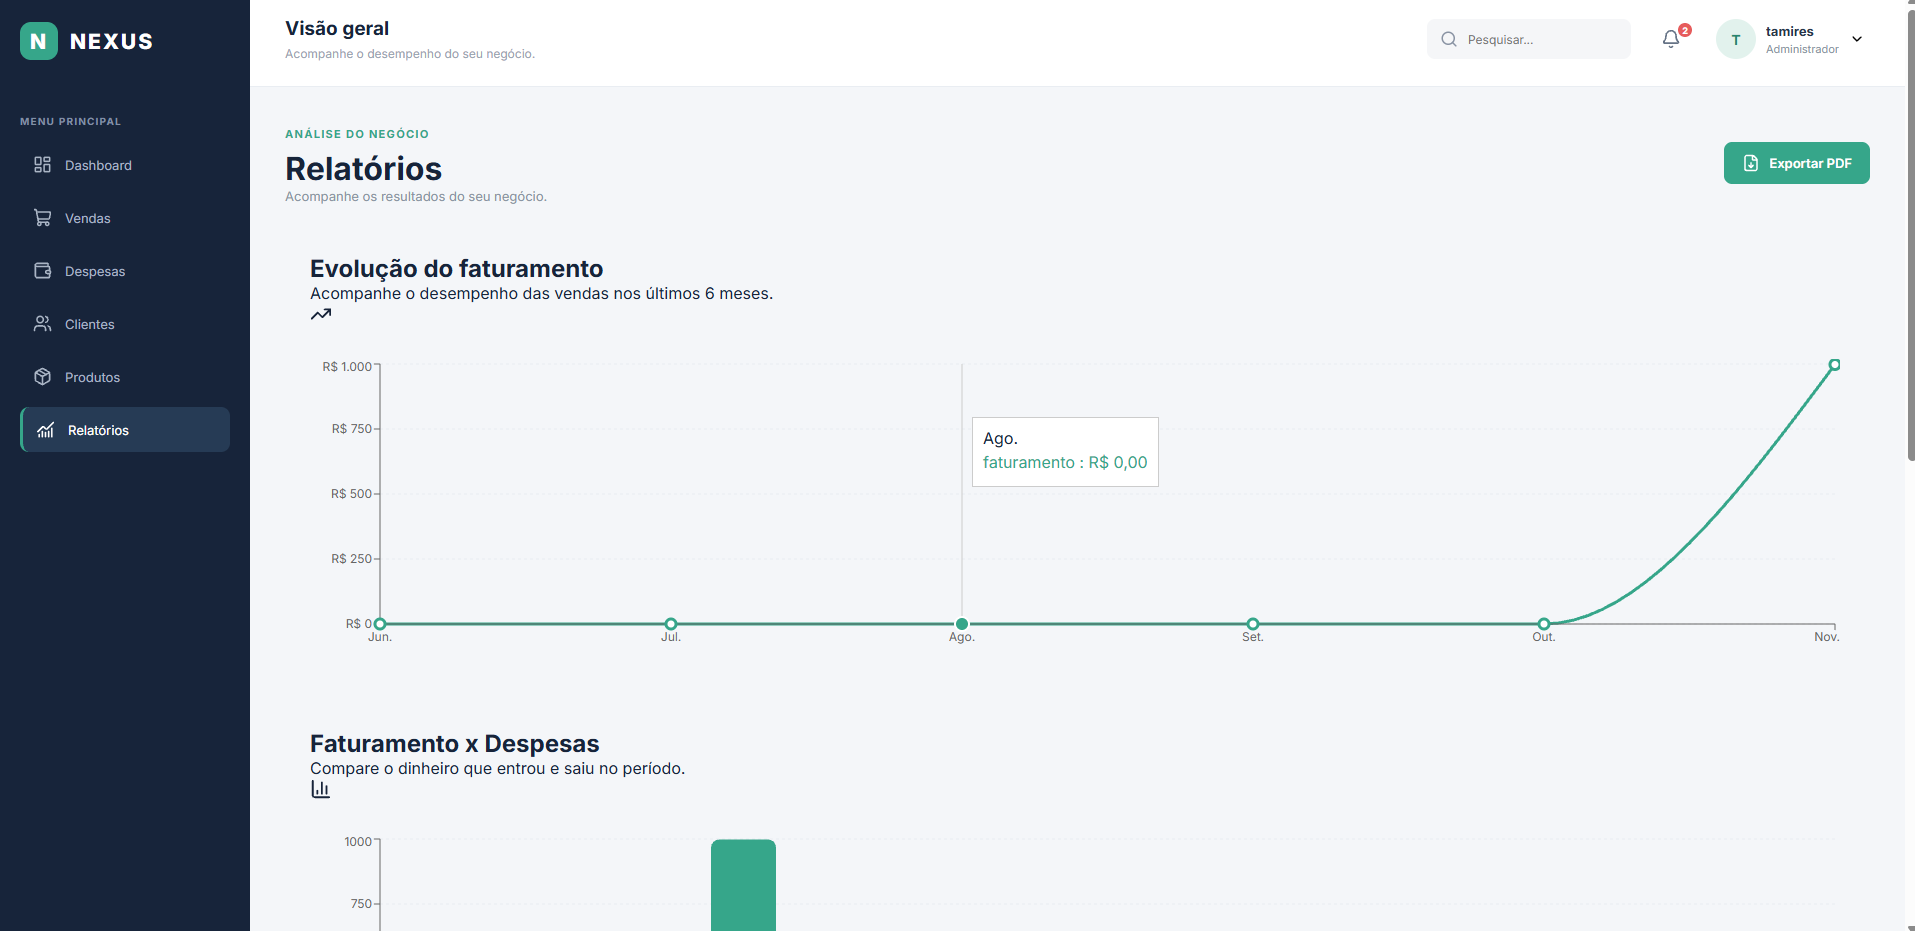 N NEXUS
MENU PRINCIPAL
Dashboard
Vendas
Despesas
Clientes
Produtos
Relatórios
Visão geral
Acompanhe o desempenho do seu negócio.
Pesquisar...
2
T
tamires
Administrador
ANÁLISE DO NEGÓCIO
Relatórios
Acompanhe os resultados do seu negócio.
Exportar PDF
Evolução do faturamento
Acompanhe o desempenho das vendas nos últimos 6 meses.
R$ 1.000
R$ 750
R$ 500
R$ 250
R$ 0
Ago.
faturamento : R$ 0,00
Jun. Jul. Ago. Set. Out. Nov.
Faturamento x Despesas
Compare o dinheiro que entrou e saiu no período.
1000
750